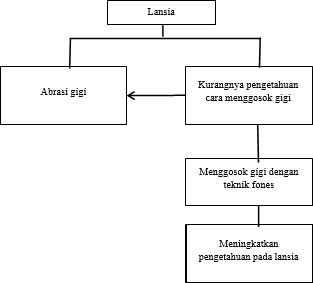 Lansia
Abrasi gigi
Kurangnya pengetahuan
cara menggosok gigi
Menggosok gigi dengan
teknik fones
Meningkatkan
pengetahuan pada lansia